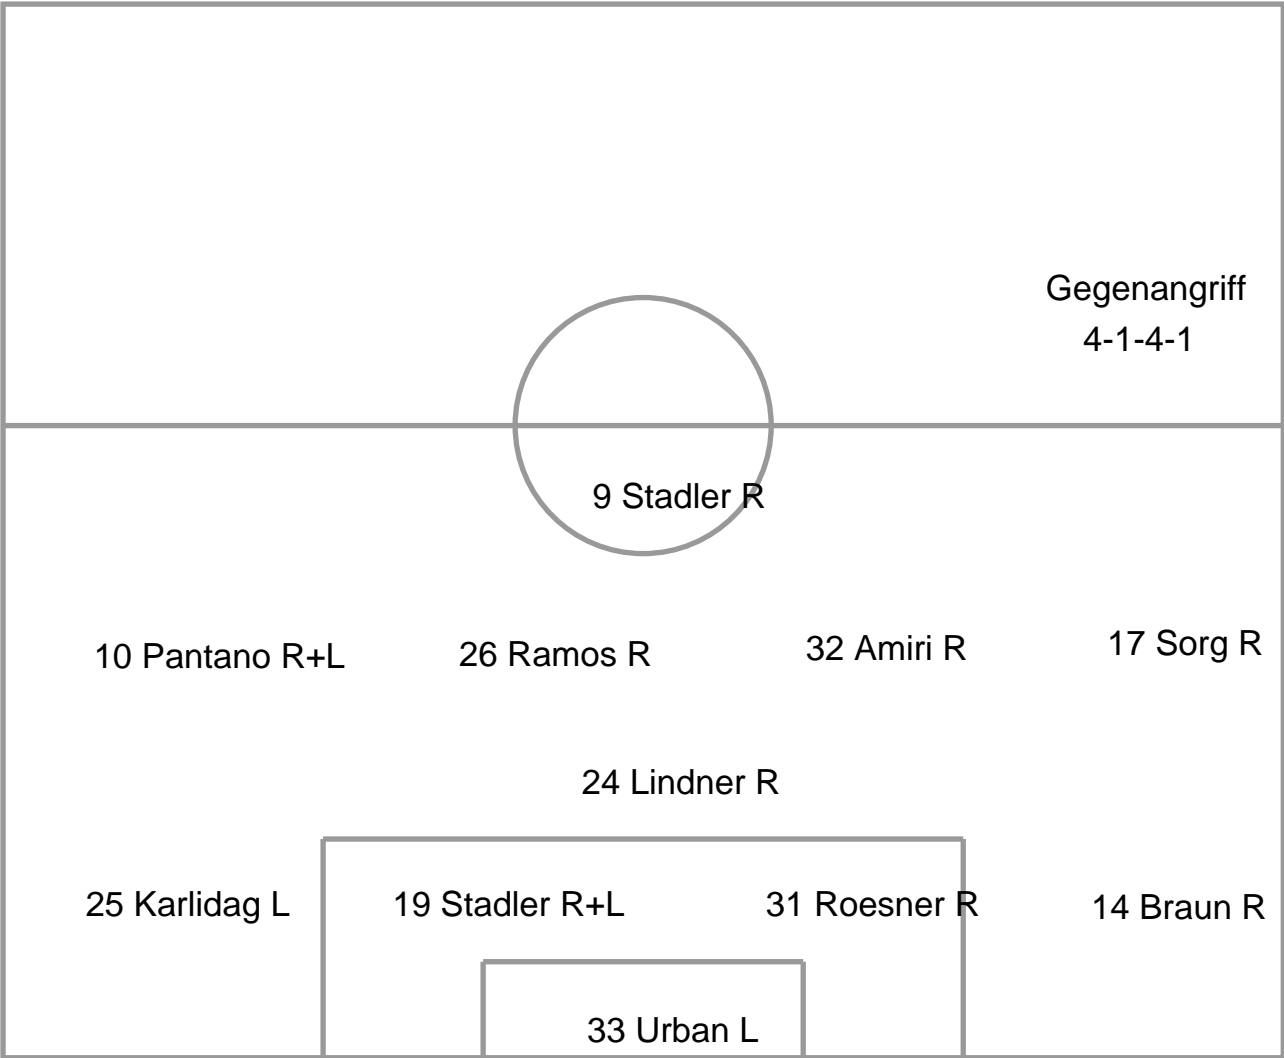 Gegenangriff
4-1-4-1
9 Stadler R
10 Pantano R+L
26 Ramos R
32 Amiri R
17 Sorg R
24 Lindner R
25 Karlidag L
19 Stadler R+L
31 Roesner R
14 Braun R
33 Urban L